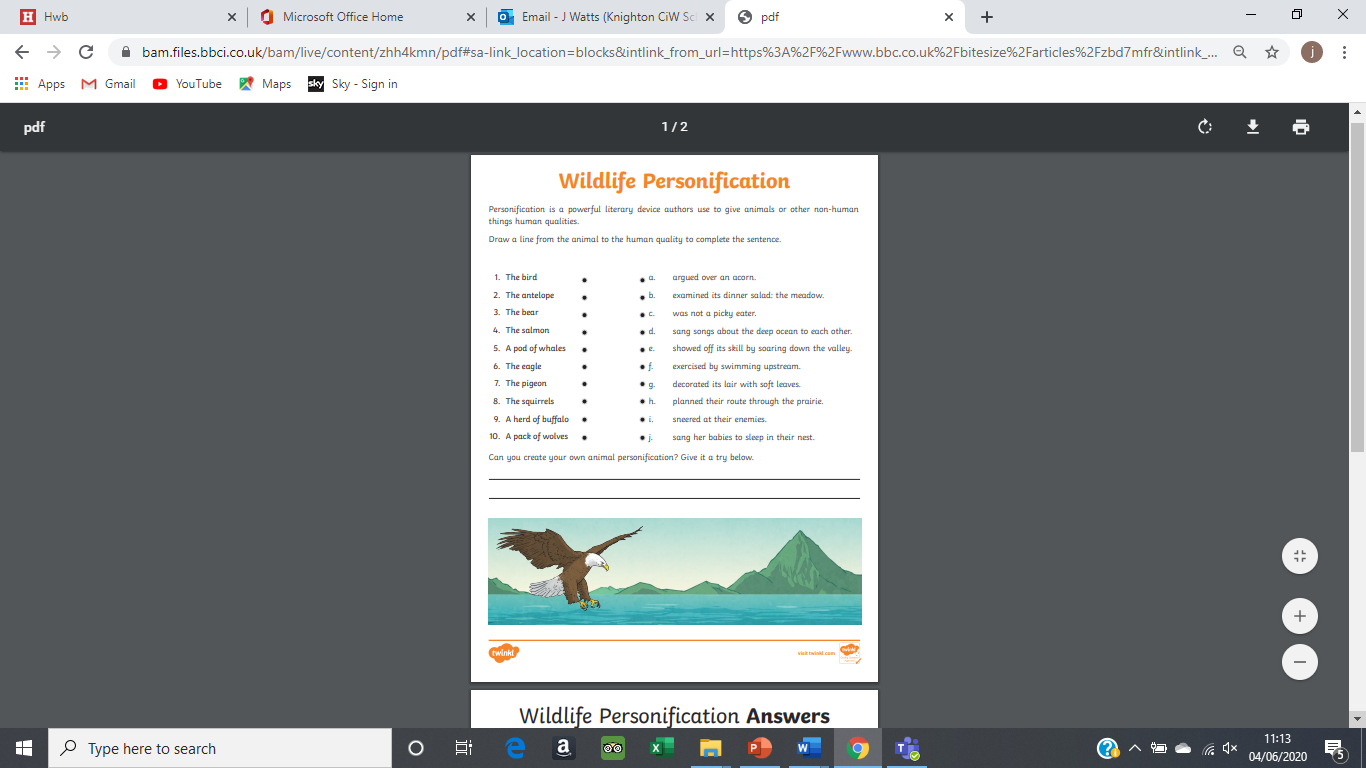 Hwb
Microsoft Office Home
Email - J Watts (Knighton CiW Sc
pdf
bam.files.bbci.co.uk/bam/live/content/zhh4kmn/pdf#sa-link_location=blocks&intlink_from_url=https%3A%2F%2Fwww.bbc.co.uk%2Fbitesize%2Farticles%2Fzbd7mfr&intlink_...
j
Apps Gmail YouTube Maps sky Sky - Sign in
pdf 1 / 2
Wildlife Personification
Personification is a powerful literary device authors use to give animals or other non-human
things human qualities.
Draw a line from the animal to the human quality to complete the sentence.
1. The bird a. argued over an acorn.
2. The antelope b. examined its dinner salad: the meadow.
3. The bear c. was not a picky eater.
4. The salmon d. sang songs about the deep ocean to each other.
5. A pod of whales e. showed off its skill by soaring down the valley.
6. The eagle f. exercised by swimming upstream.
7. The pigeon g. decorated its lair with soft leaves.
8. The squirrels h. planned their route through the prairie.
9. A herd of buffalo i. sneered at their enemies.
10. A pack of wolves j. sang her babies to sleep in their nest.
Can you create your own animal personification? Give it a try below.
twinkl visit twinkl.com twinkl
Wildlife Personification Answers
Type here to search
11:13
04/06/2020
5